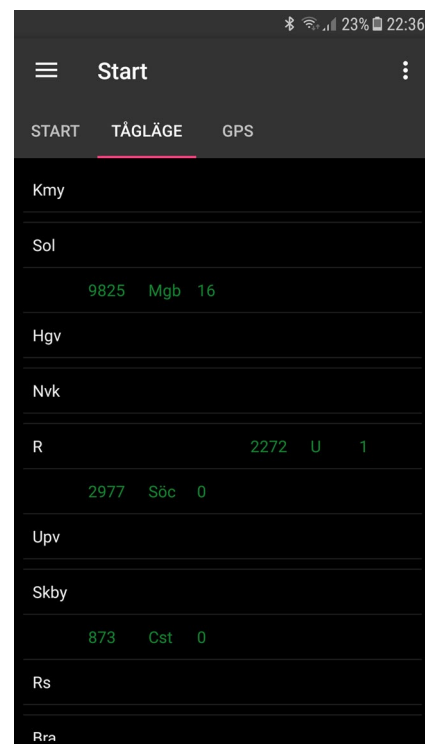 23% 22:36
Start
START TÅGLÄGE GPS
Kmy
Sol
9825 Mgb 16
Hgv
Nvk
R 2272 U 1
2977 Söc 0
Upv
Skby
873 Cst 0
Rs
Bra